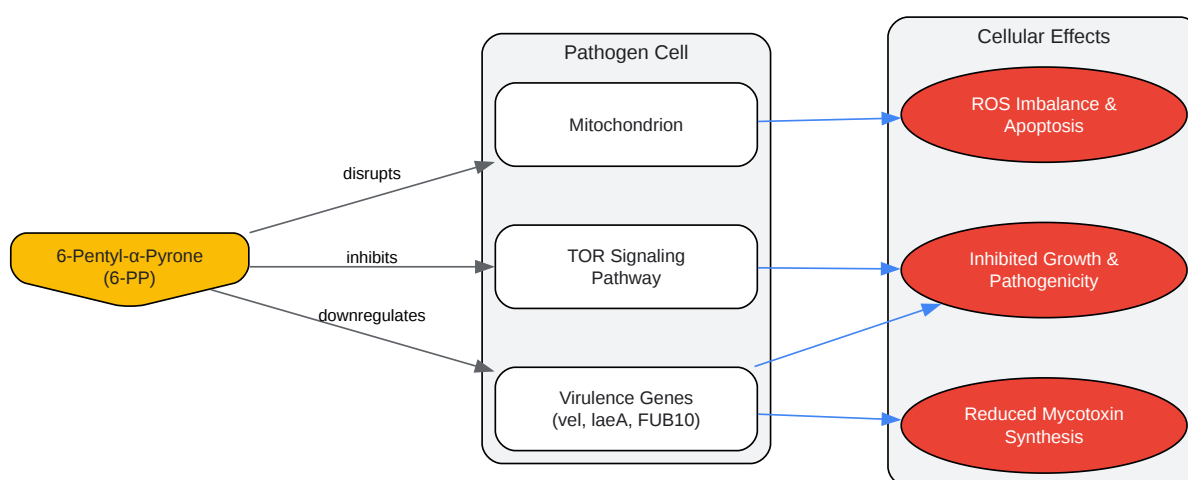 Pathogen Cell
Cellular Effects
Mitochondrion
ROS Imbalance &
Apoptosis
disrupts
6-Pentyl-α-Pyrone
(6-PP)
inhibits
TOR Signaling
Pathway
Inhibited Growth &
Pathogenicity
downregulates
Virulence Genes
(vel, laeA, FUB10)
Reduced Mycotoxin
Synthesis